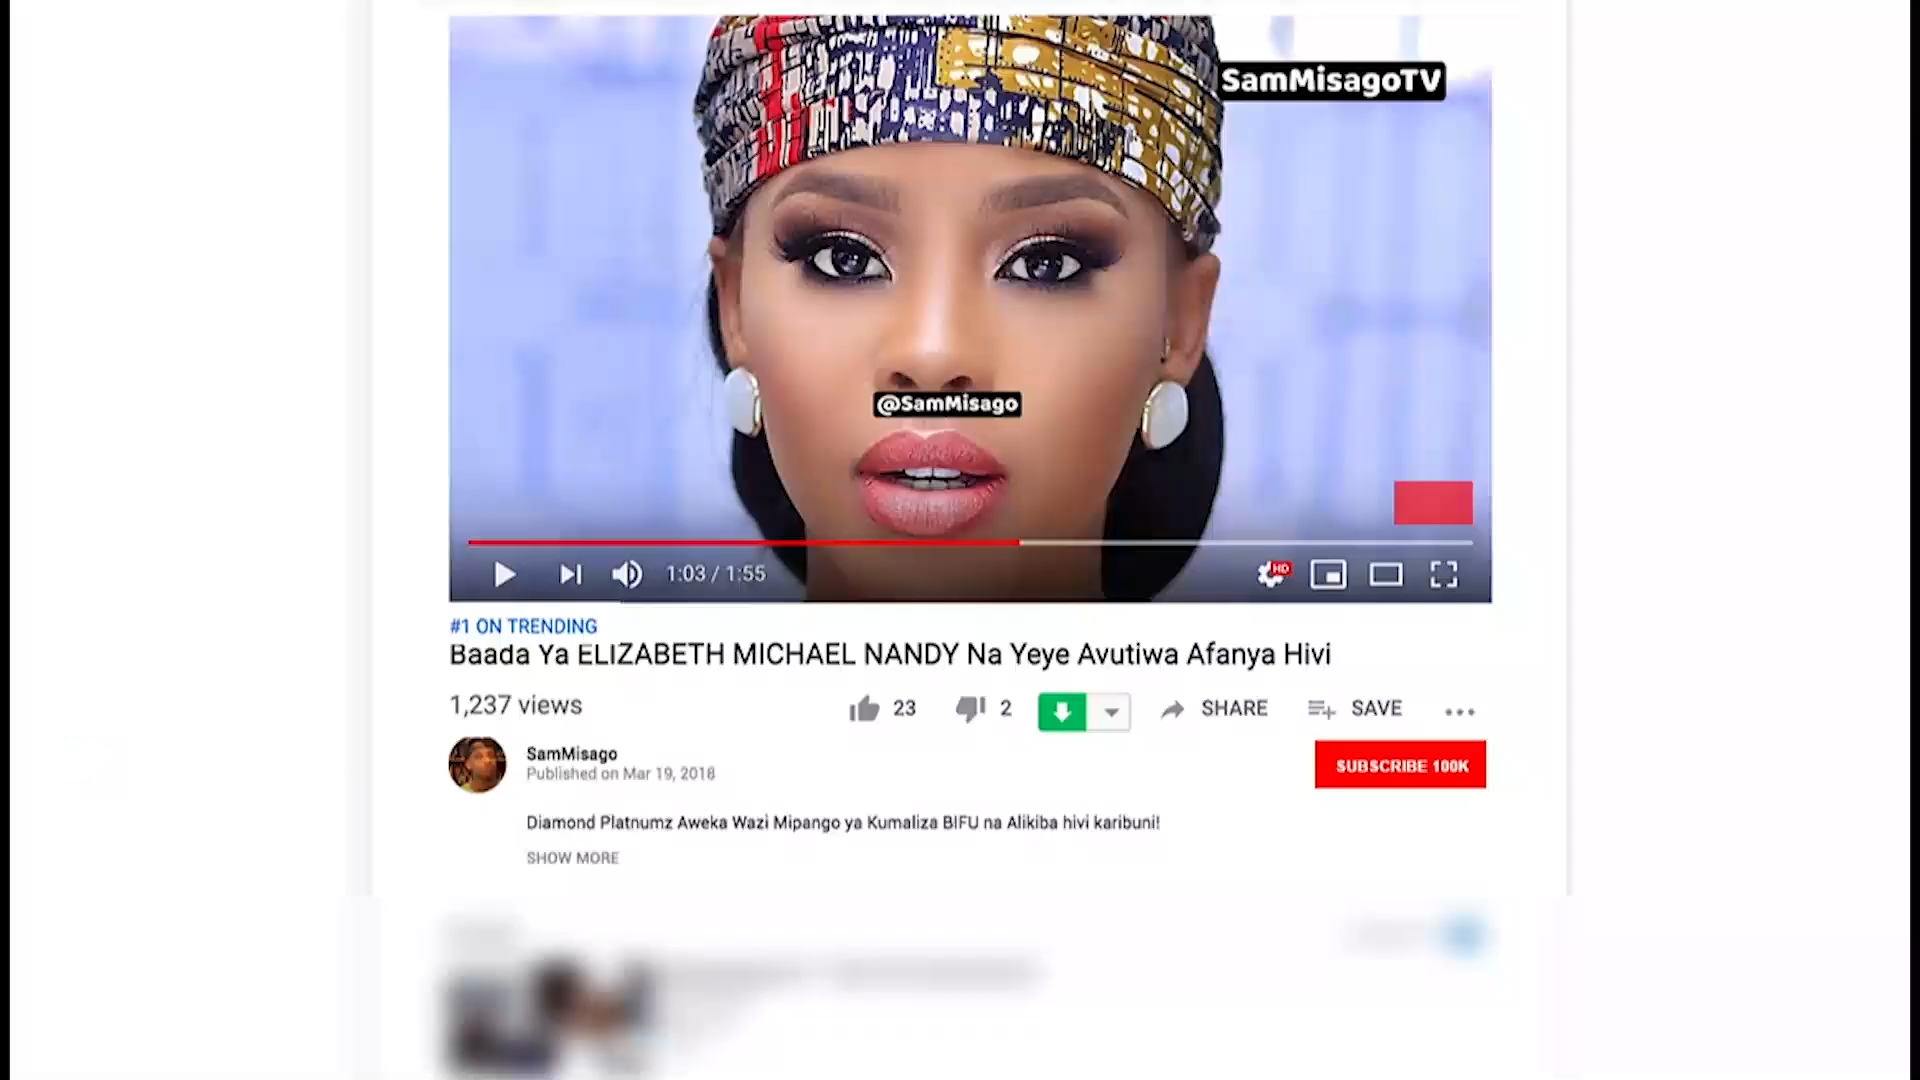 SamMisagoTV
@SamMisago
1:03 / 1:55
HD
#1 ON TRENDING
Baada Ya ELIZABETH MICHAEL NANDY Na Yeye Avutiwa Afanya Hivi
1,237 views
23
2
SHARE
SAVE
SamMisago
Published on Mar 19, 2018
SUBSCRIBE 100K
Diamond Platnumz Aweka Wazi Mipango ya Kumaliza BIFU na Alikiba hivi karibuni!
SHOW MORE